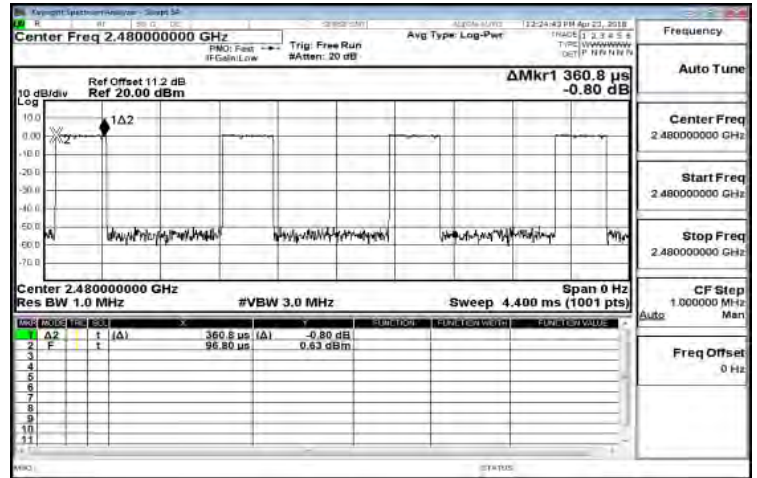 Keysight Spectrum Analyzer - Swept SA
Center Freq 2.480000000 GHz
PNO: Fast
IFGain:Low
Trig: Free Run
#Atten: 20 dB
Avg Type: Log-Pwr
12:24:43 PM Apr 23, 2018
TRACE 1 2 3 4 5 6
TYPE WWWWWW
DET P N N N N N
Ref Offset 11.2 dB
10 dB/div Ref 20.00 dBm
Log
ΔMkr1 360.8 µs
-0.80 dB
10.0
0.00
-10.0
-20.0
-30.0
-40.0
-50.0
-60.0
-70.0
1Δ2
2
Center 2.480000000 GHz Span 0 Hz
Res BW 1.0 MHz #VBW 3.0 MHz Sweep 4.400 ms (1001 pts)
MKR MODE TRC SCL X Y FUNCTION FUNCTION WIDTH FUNCTION VALUE
1 Δ2 t (Δ) 360.8 µs (Δ) -0.80 dB
2 F t 96.80 µs 0.63 dBm
3
4
5
6
7
8
9
10
11
MSG STATUS
Frequency
Auto Tune
Center Freq
2.480000000 GHz
Start Freq
2.480000000 GHz
Stop Freq
2.480000000 GHz
CF Step
1.000000 MHz
Auto Man
Freq Offset
0 Hz